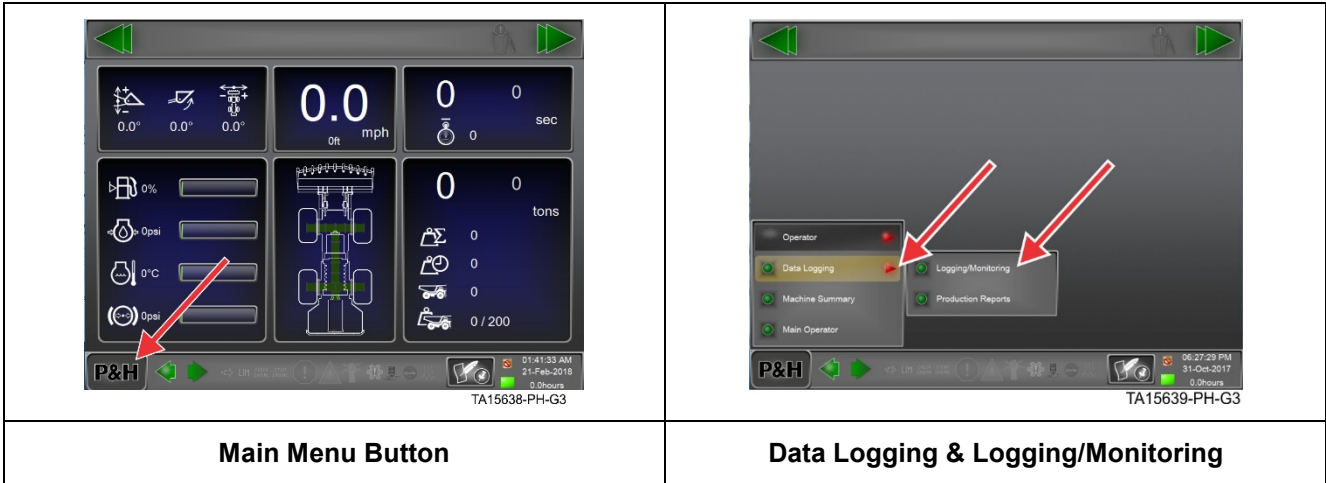 0.0°
0.0°
0.0°
0.0
mph
0ft
0
0
sec
0
0%
0psi
0°C
0psi
0
0
tons
0
0
0
0 / 200
P&H
LIM
01:41:33 AM
21-Feb-2018
0.0hours
TA15638-PH-G3
Main Menu Button
Operator
Data Logging
Machine Summary
Main Operator
Logging/Monitoring
Production Reports
P&H
LIM
06:27:29 PM
31-Oct-2017
0.0hours
TA15639-PH-G3
Data Logging & Logging/Monitoring